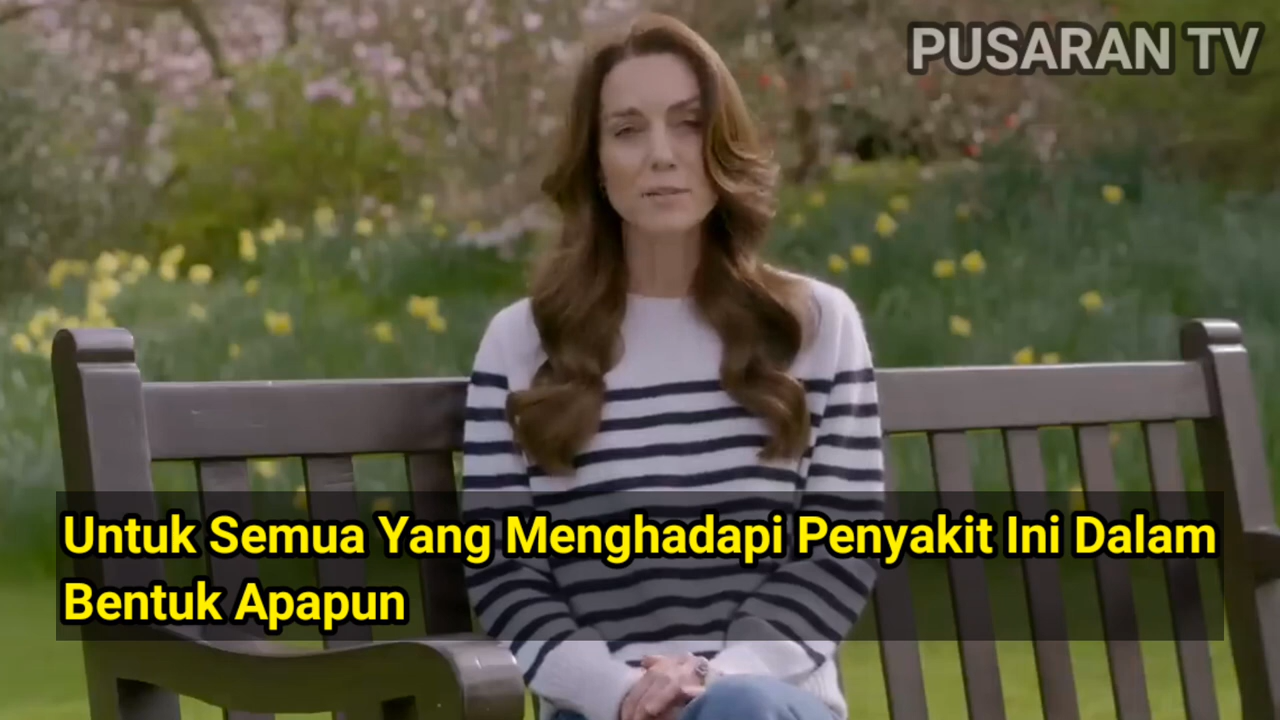 PUSARAN TV
Untuk Semua Yang Menghadapi Penyakit Ini Dalam
Bentuk Apapun